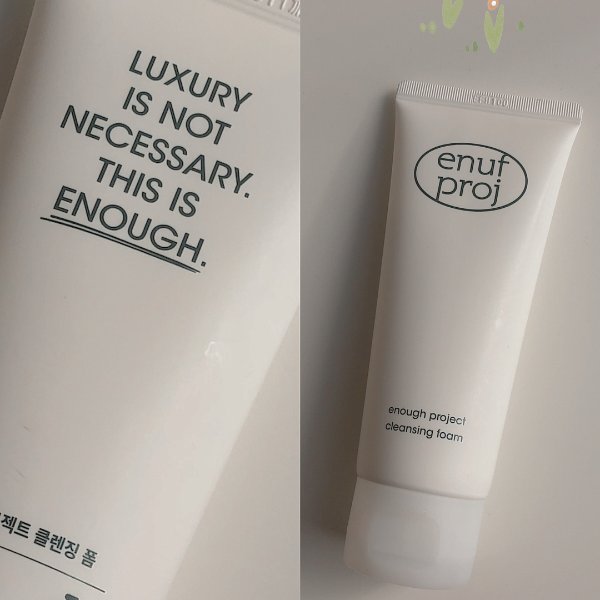 LUXURY
IS NOT
NECESSARY.
THIS IS
ENOUGH.
젝트 클렌징 폼
enuf
proj
enough project
cleansing foam